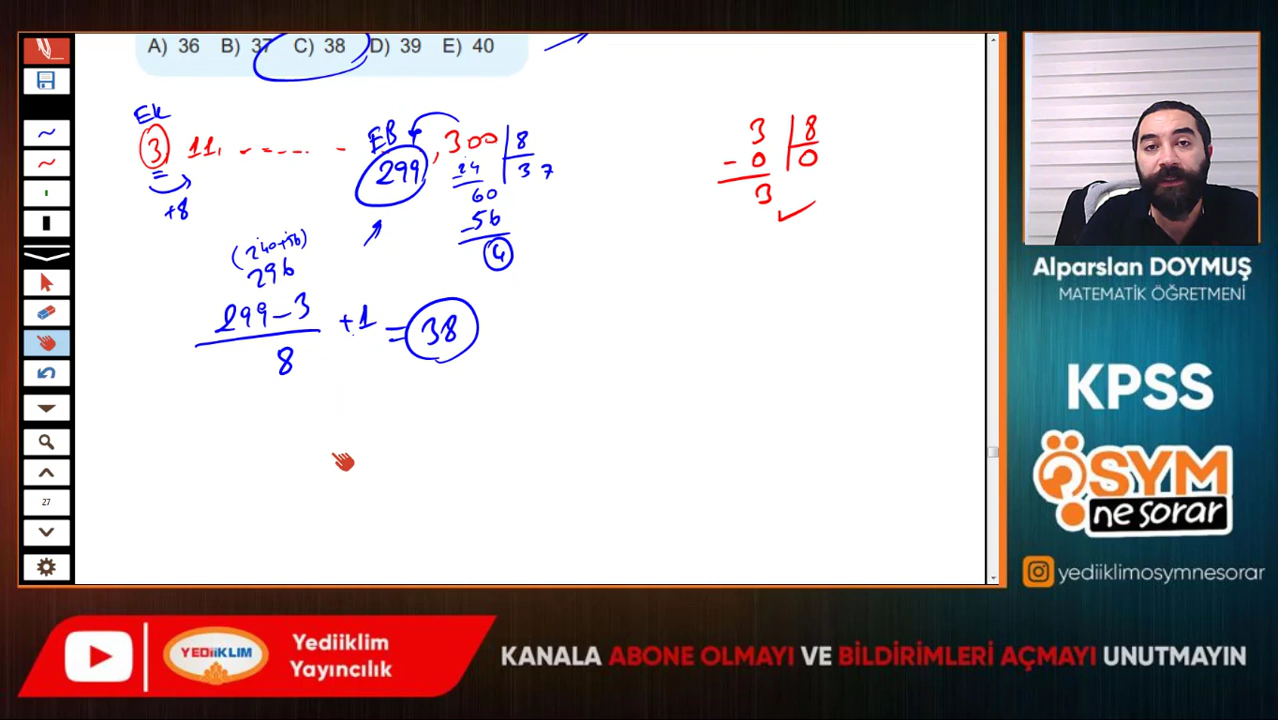 A) 36 B) 37 C) 38 D) 39 E) 40
Ek
3 11, ------- EB 299, 300 | 8
37
24
60
-56
4
+8
(240+56)
296
299-3
8
+1 = 38
3 | 8
-0 | 0
3
27
Alparslan DOYMUŞ
MATEMATİK ÖĞRETMENİ
KPSS
ÖSYM
ne sorar
yediiklimosymnesorar
YEDiiKLiM
Yediiklim
Yayıncılık
KANALA ABONE OLMAYI VE BİLDİRİMLERİ AÇMAYI UNUTMAYIN